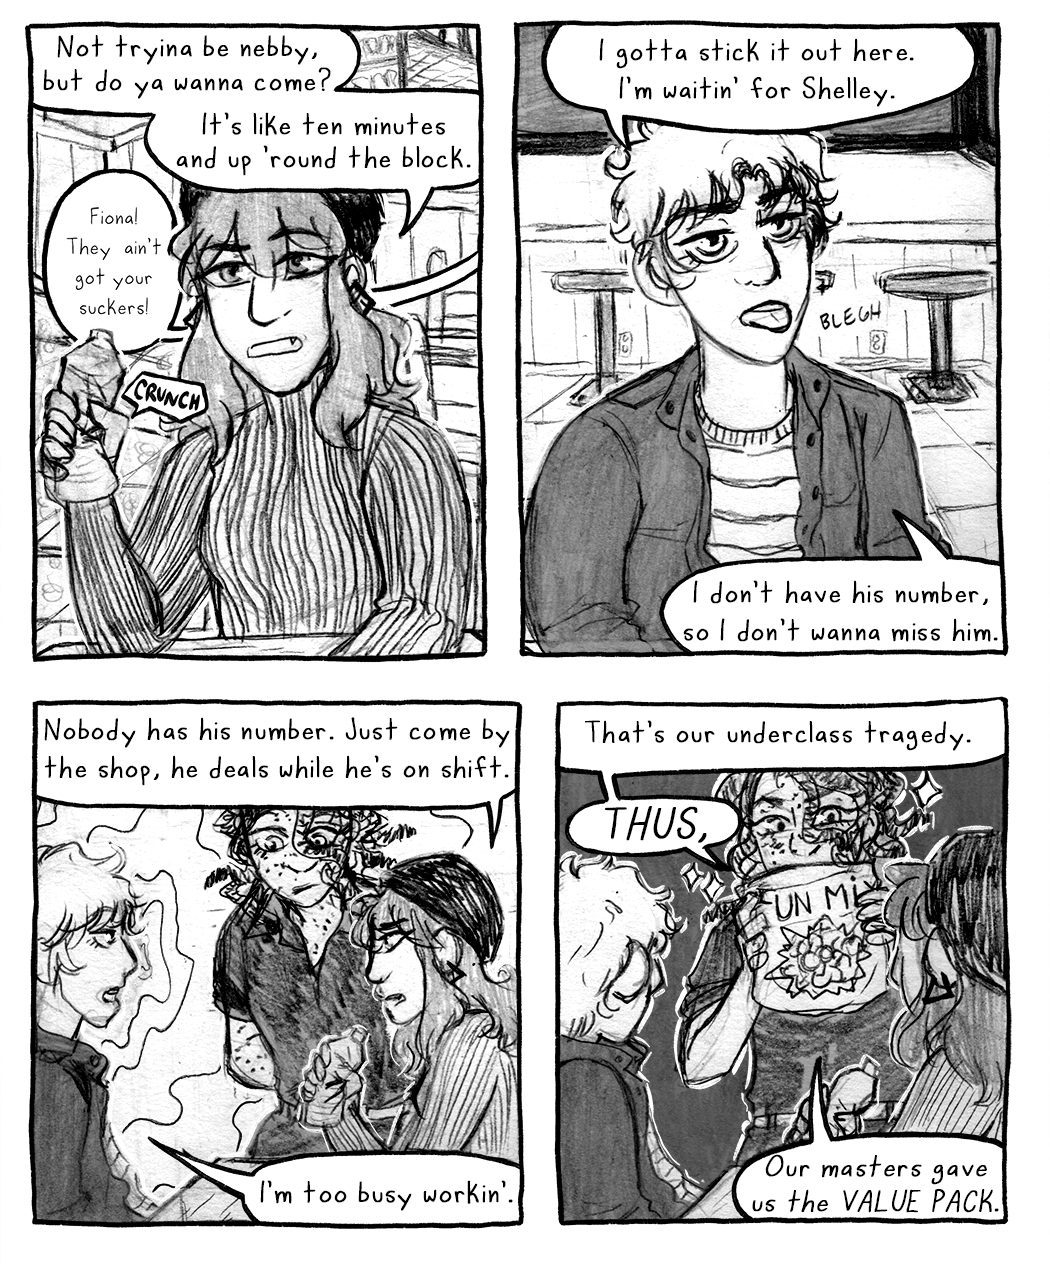 Not tryina be nebby,
but do ya wanna come?
It's like ten minutes
and up 'round the block.
Fiona!
They ain't
got your
suckers!
CRUNCH
I gotta stick it out here.
I'm waitin' for Shelley.
BLEGH
I don't have his number,
so I don't wanna miss him.
Nobody has his number. Just come by
the shop, he deals while he's on shift.
I'm too busy workin'.
That's our underclass tragedy.
THUS,
FUN MIX
Our masters gave
us the VALUE PACK.